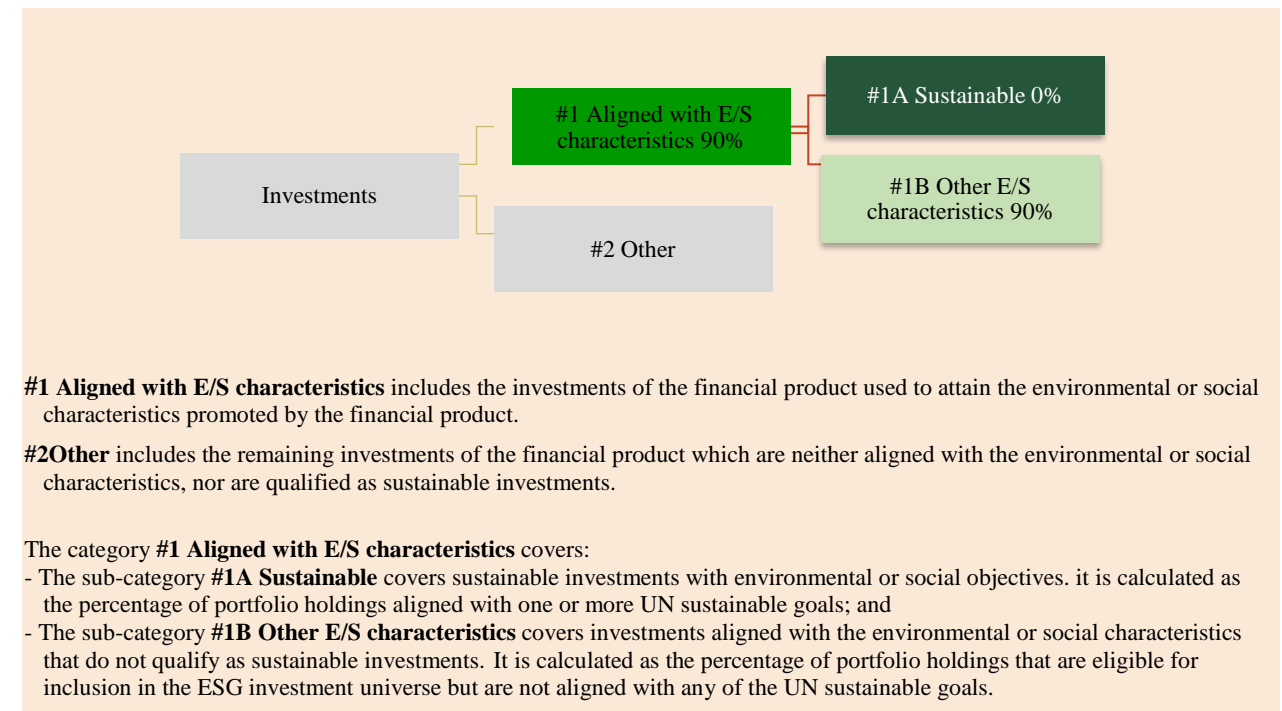 #1A Sustainable 0%
#1 Aligned with E/S
characteristics 90%
Investments
#1B Other E/S
characteristics 90%
#2 Other
#1 Aligned with E/S characteristics includes the investments of the financial product used to attain the environmental or social
characteristics promoted by the financial product.
#2Other includes the remaining investments of the financial product which are neither aligned with the environmental or social
characteristics, nor are qualified as sustainable investments.
The category #1 Aligned with E/S characteristics covers:
- The sub-category #1A Sustainable covers sustainable investments with environmental or social objectives. it is calculated as
the percentage of portfolio holdings aligned with one or more UN sustainable goals; and
- The sub-category #1B Other E/S characteristics covers investments aligned with the environmental or social characteristics
that do not qualify as sustainable investments. It is calculated as the percentage of portfolio holdings that are eligible for
inclusion in the ESG investment universe but are not aligned with any of the UN sustainable goals.